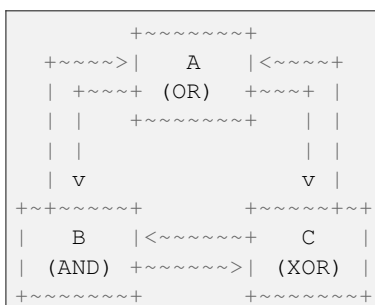 +~~~~~~~+
   +~~~~>|   A   |<~~~~+
   | +~~~+ (OR)  +~~~+ |
   | |   +~~~~~~~+   | |
   | |               | |
   | v               v |
+~+~~~~~+       +~~~~~+~+
|   B   |<~~~~~~+   C   |
| (AND) +~~~~~~>| (XOR) |
+~~~~~~~+       +~~~~~~~+